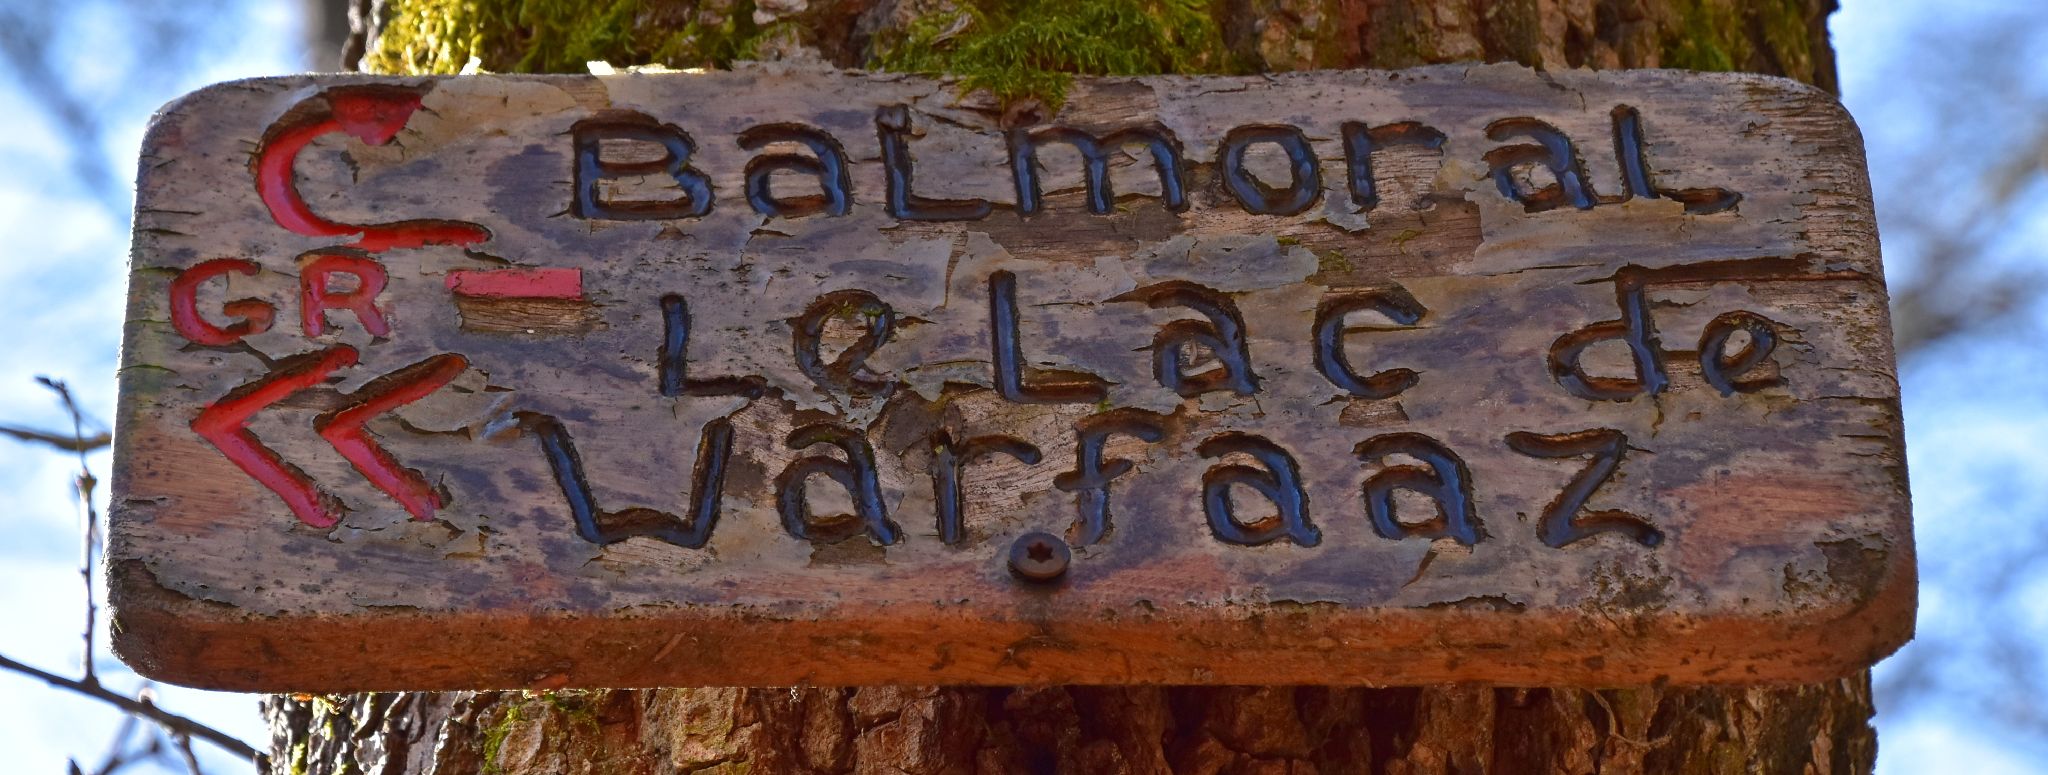 Balmoral
GR Le Lac de
Warfaaz